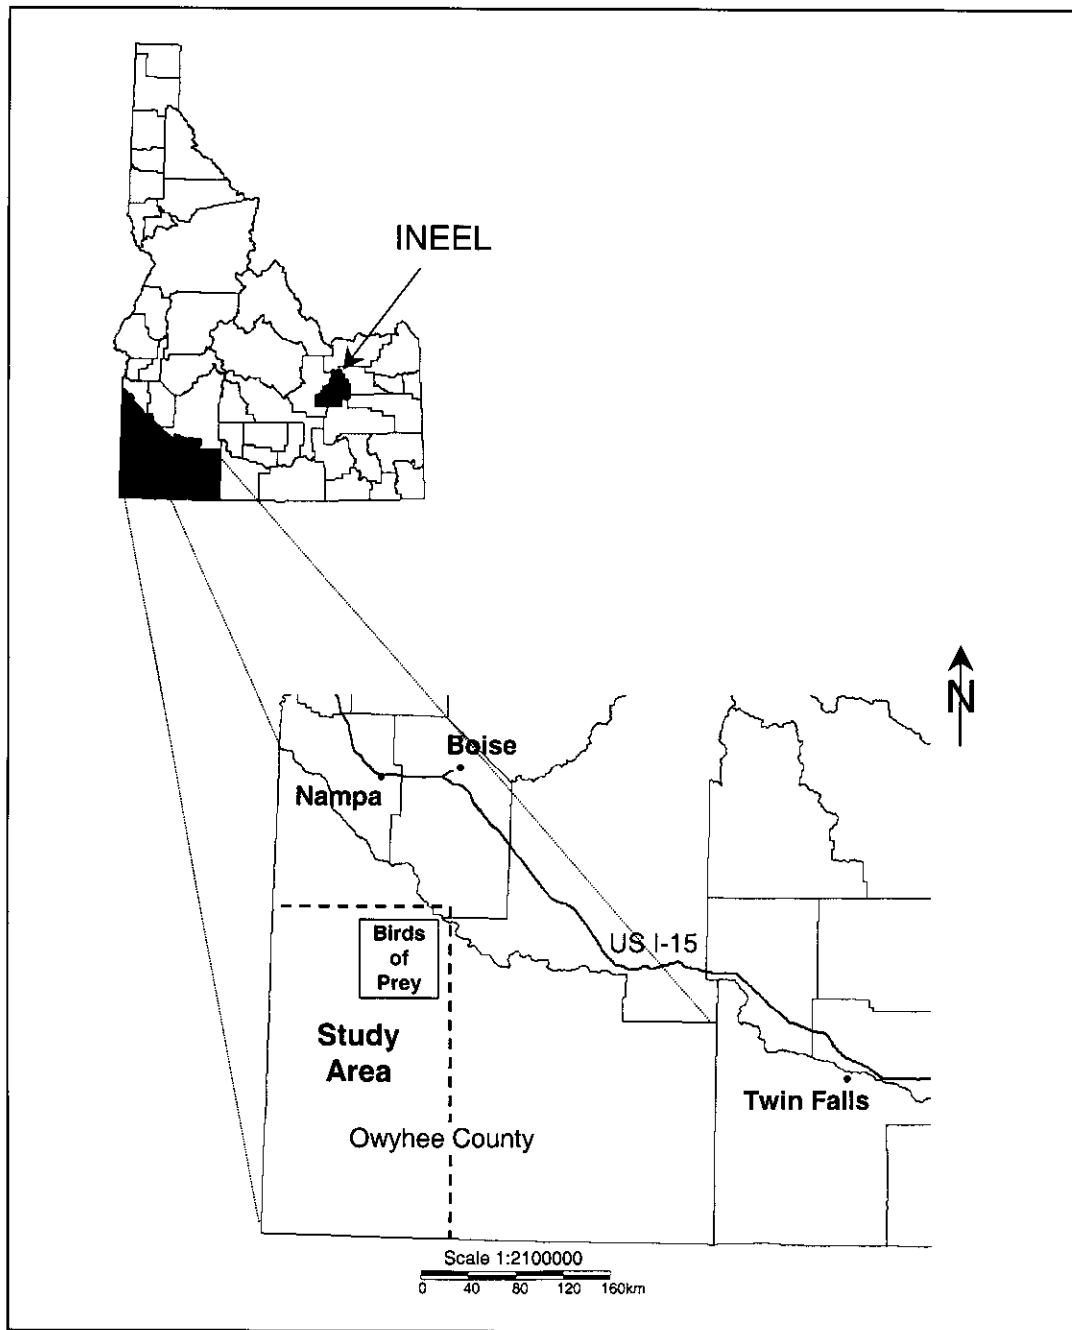 INEEL
N
Boise
Nampa
Birds
of
Prey
US I-15
Study
Area
Twin Falls
Owyhee County
Scale 1:2100000
0 40 80 120 160km